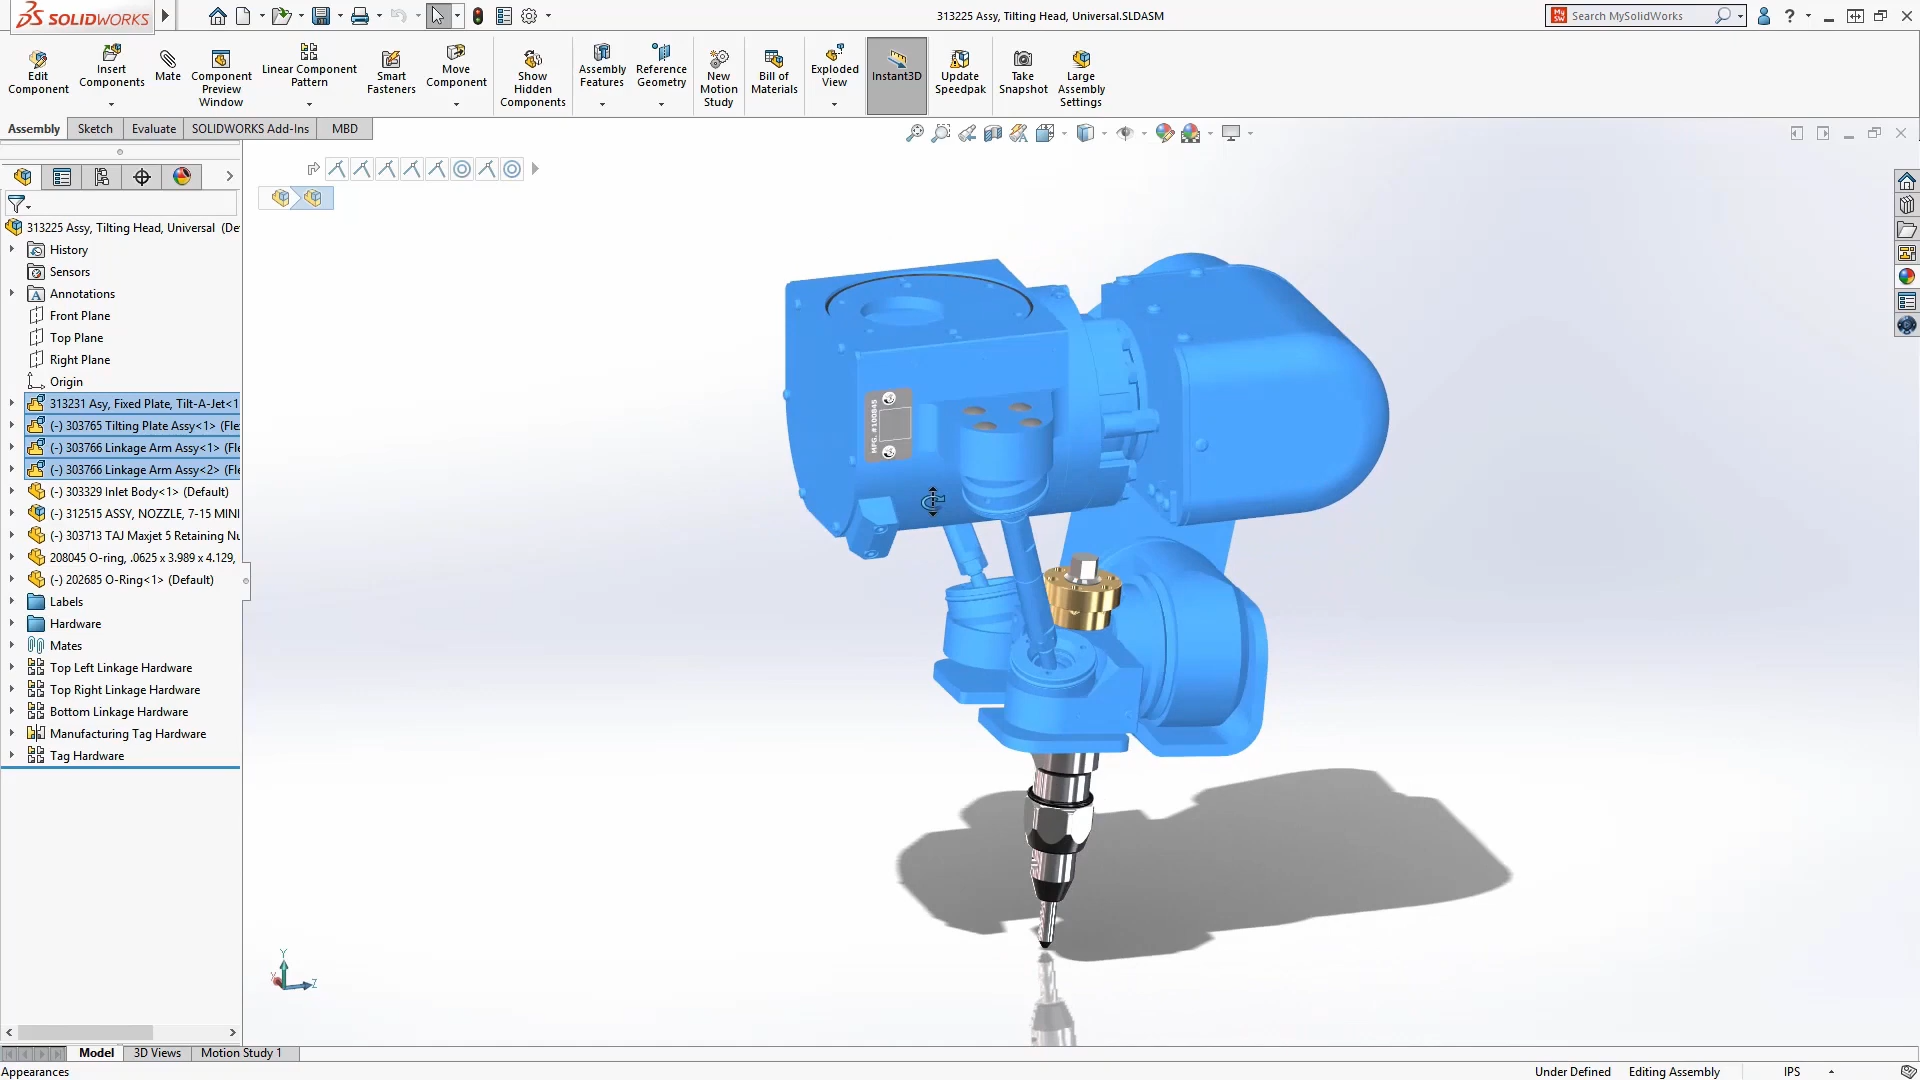 SOLIDWORKS
313225 Assy, Tilting Head, Universal.SLDASM
Search MySolidWorks
Edit Component
Insert Components
Mate
Component Preview Window
Linear Component Pattern
Smart Fasteners
Move Component
Show Hidden Components
Assembly Features
Reference Geometry
New Motion Study
Bill of Materials
Exploded View
Instant3D
Update Speedpak
Take Snapshot
Large Assembly Settings
Assembly
Sketch
Evaluate
SOLIDWORKS Add-Ins
MBD
313225 Assy, Tilting Head, Universal (De
History
Sensors
Annotations
Front Plane
Top Plane
Right Plane
Origin
313231 Asy, Fixed Plate, Tilt-A-Jet<1
(-) 303765 Tilting Plate Assy<1> (Fle
(-) 303766 Linkage Arm Assy<1> (Fle
(-) 303766 Linkage Arm Assy<2> (Fle
(-) 303329 Inlet Body<1> (Default)
(-) 312515 ASSY, NOZZLE, 7-15 MINI
(-) 303713 TAJ Maxjet 5 Retaining Nu
208045 O-ring, .0625 x 3.989 x 4.129,
(-) 202685 O-Ring<1> (Default)
Labels
Hardware
Mates
Top Left Linkage Hardware
Top Right Linkage Hardware
Bottom Linkage Hardware
Manufacturing Tag Hardware
Tag Hardware
MFG. #100845
Y
X
Z
Model
3D Views
Motion Study 1
Appearances
Under Defined
Editing Assembly
IPS